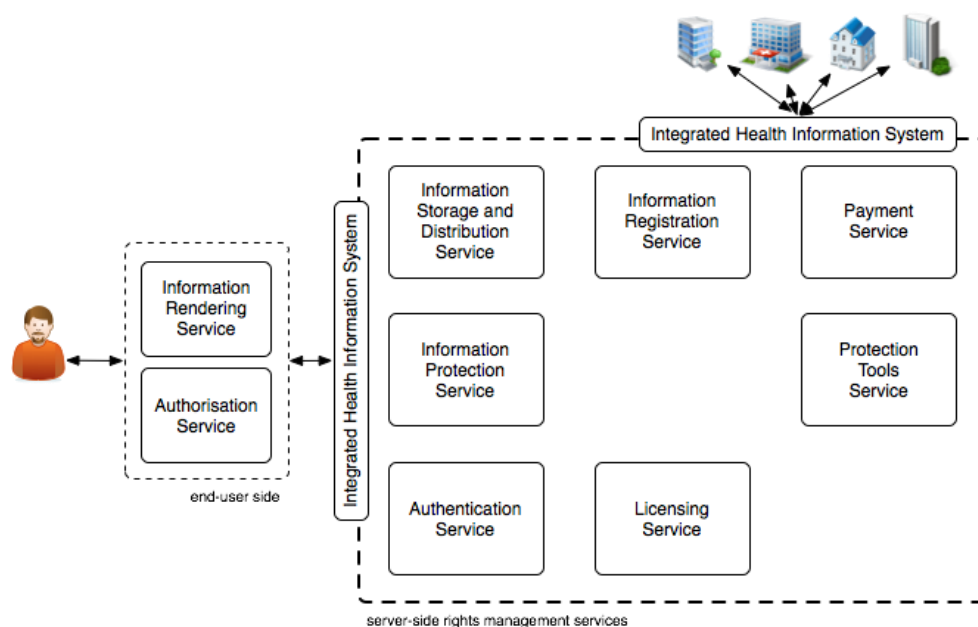 Integrated Health Information System
Information
Storage and
Distribution
Service
Information
Registration
Service
Payment
Service
Integrated Health Information System
Information
Rendering
Service
Authorisation
Service
end-user side
Information
Protection
Service
Protection
Tools
Service
Authentication
Service
Licensing
Service
server-side rights management services